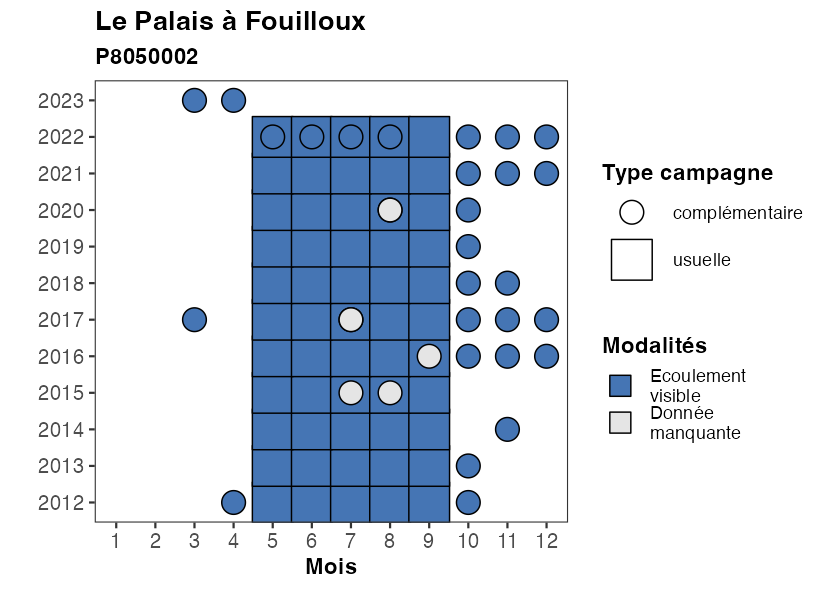 Le Palais à Fouilloux
P8050002
2023
2022
2021
2020
2019
2018
2017
2016
2015
2014
2013
2012
1 2 3 4 5 6 7 8 9 10 11 12
Mois
Type campagne
complémentaire
usuelle
Modalités
Ecoulement
visible
Donnée
manquante